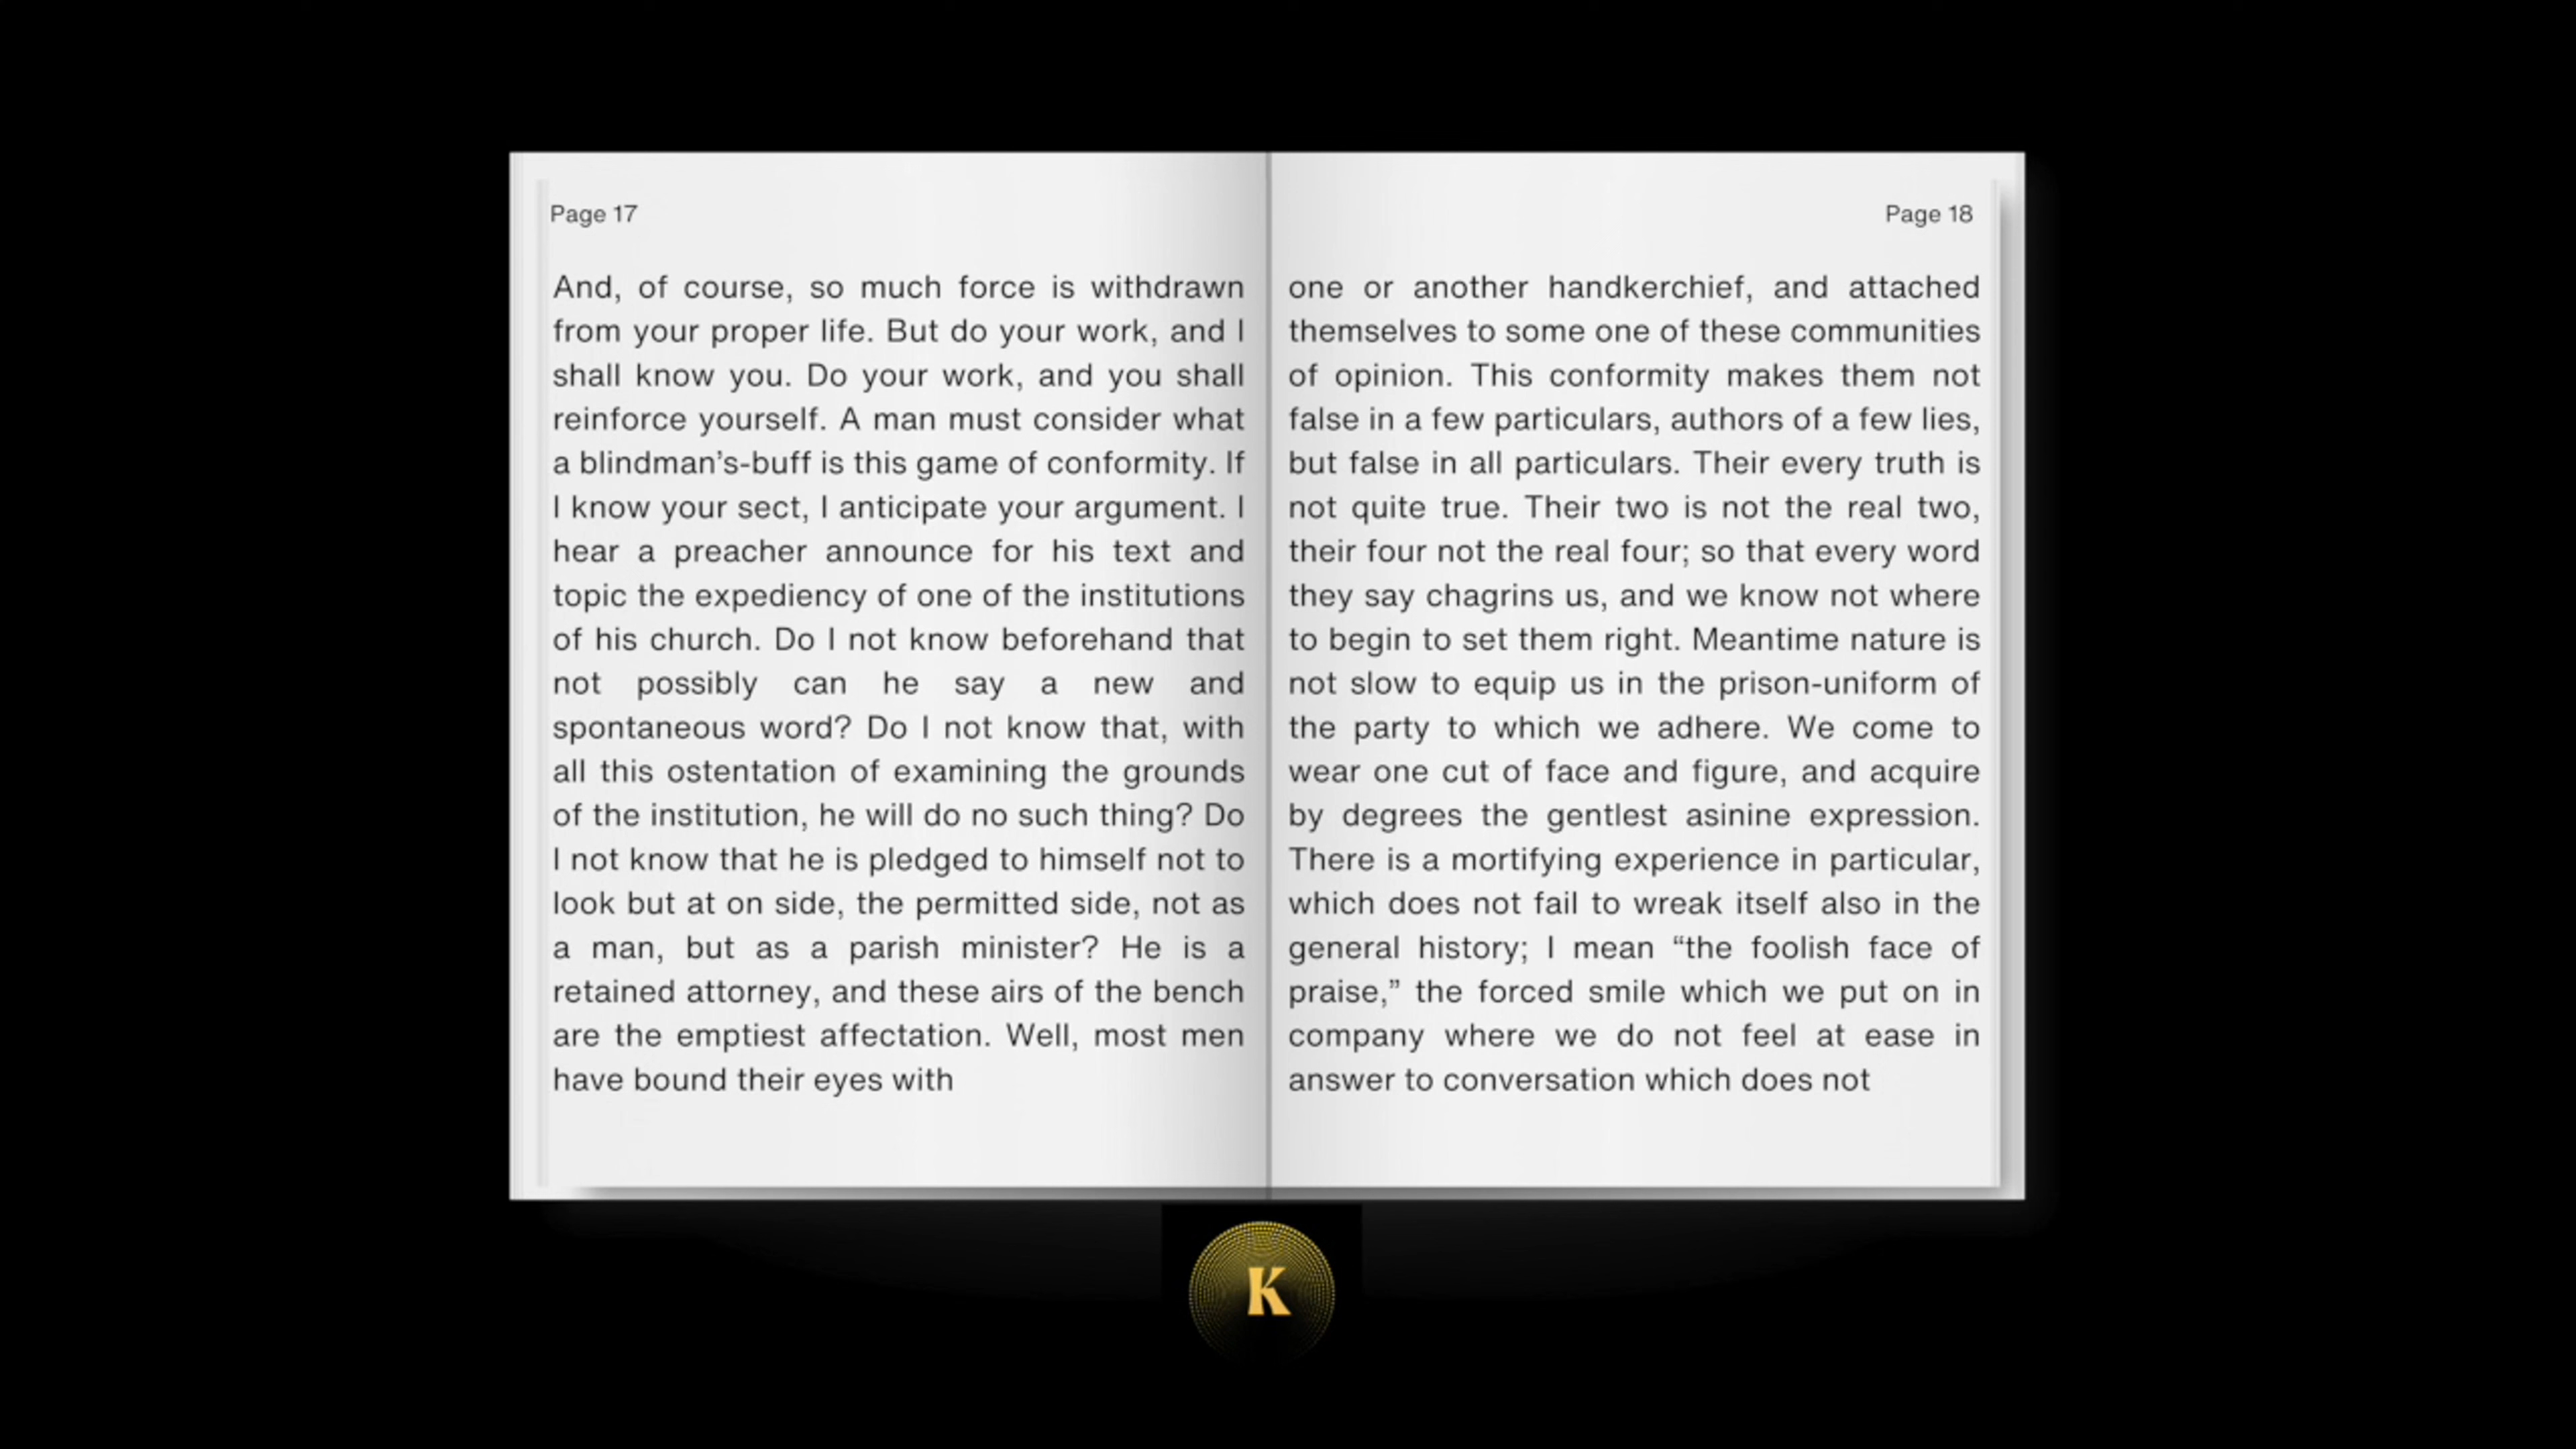 Page 17
And, of course, so much force is withdrawn
from your proper life. But do your work, and I
shall know you. Do your work, and you shall
reinforce yourself. A man must consider what
a blindman’s-buff is this game of conformity. If
I know your sect, I anticipate your argument. I
hear a preacher announce for his text and
topic the expediency of one of the institutions
of his church. Do I not know beforehand that
not possibly can he say a new and
spontaneous word? Do I not know that, with
all this ostentation of examining the grounds
of the institution, he will do no such thing? Do
I not know that he is pledged to himself not to
look but at on side, the permitted side, not as
a man, but as a parish minister? He is a
retained attorney, and these airs of the bench
are the emptiest affectation. Well, most men
have bound their eyes with
Page 18
one or another handkerchief, and attached
themselves to some one of these communities
of opinion. This conformity makes them not
false in a few particulars, authors of a few lies,
but false in all particulars. Their every truth is
not quite true. Their two is not the real two,
their four not the real four; so that every word
they say chagrins us, and we know not where
to begin to set them right. Meantime nature is
not slow to equip us in the prison-uniform of
the party to which we adhere. We come to
wear one cut of face and figure, and acquire
by degrees the gentlest asinine expression.
There is a mortifying experience in particular,
which does not fail to wreak itself also in the
general history; I mean “the foolish face of
praise,” the forced smile which we put on in
company where we do not feel at ease in
answer to conversation which does not
K